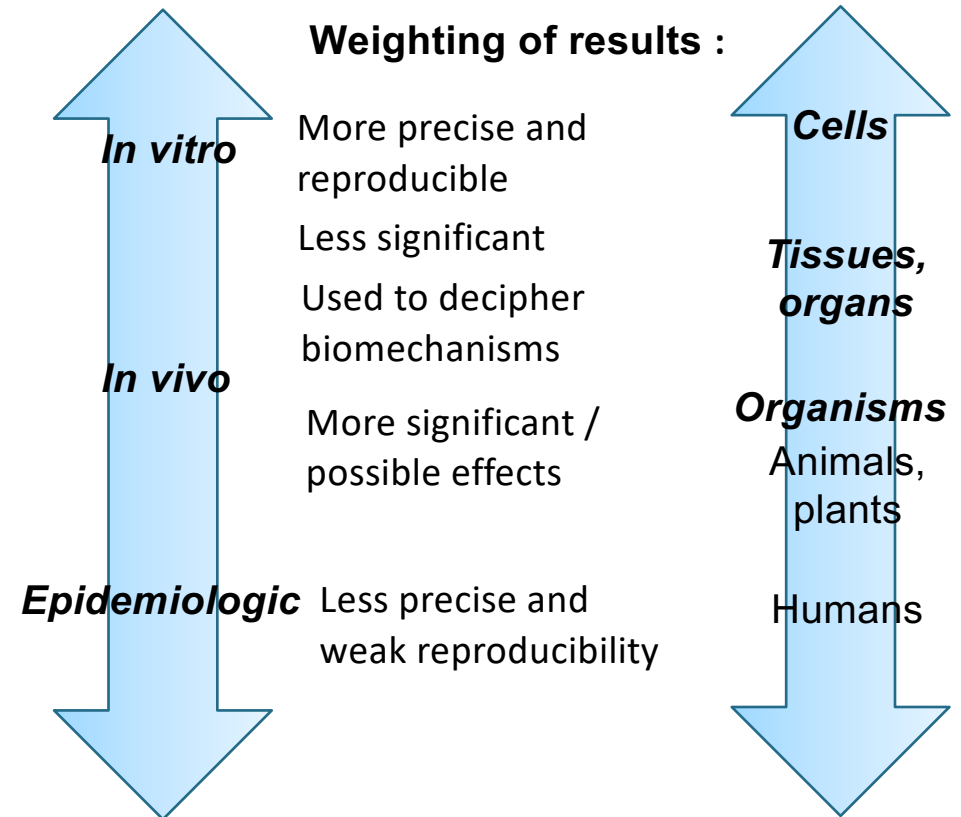 Weighting of results :
In vitro
More precise and
reproducible
Less significant
Used to decipher
biomechanisms
In vivo
More significant /
possible effects
Epidemiologic
Less precise and
weak reproducibility
Cells
Tissues,
organs
Organisms
Animals,
plants
Humans